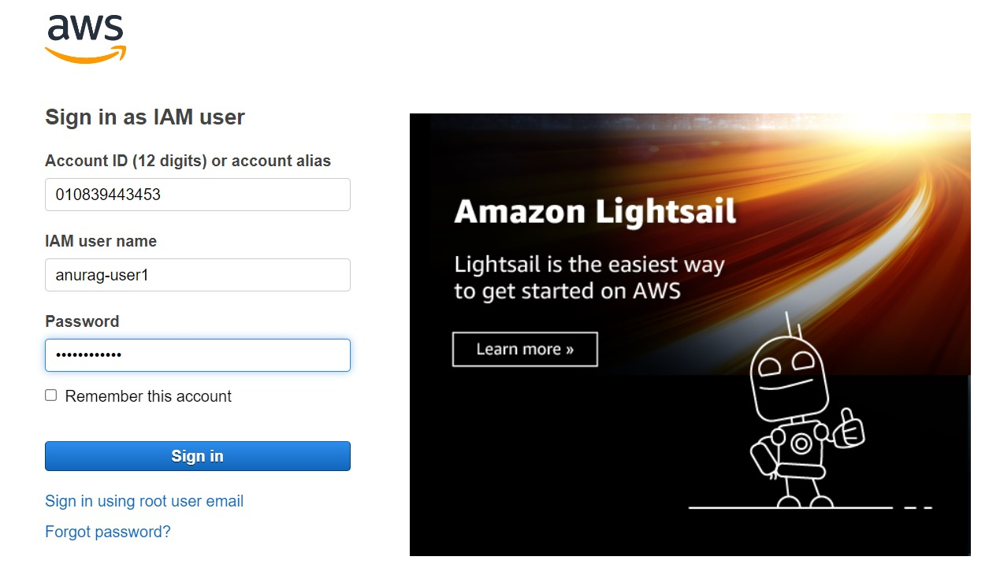 aws
Sign in as IAM user
Account ID (12 digits) or account alias
010839443453
IAM user name
anurag-user1
Password
••••••••••••
Remember this account
Sign in
Sign in using root user email
Forgot password?
Amazon Lightsail
Lightsail is the easiest way
to get started on AWS
Learn more »